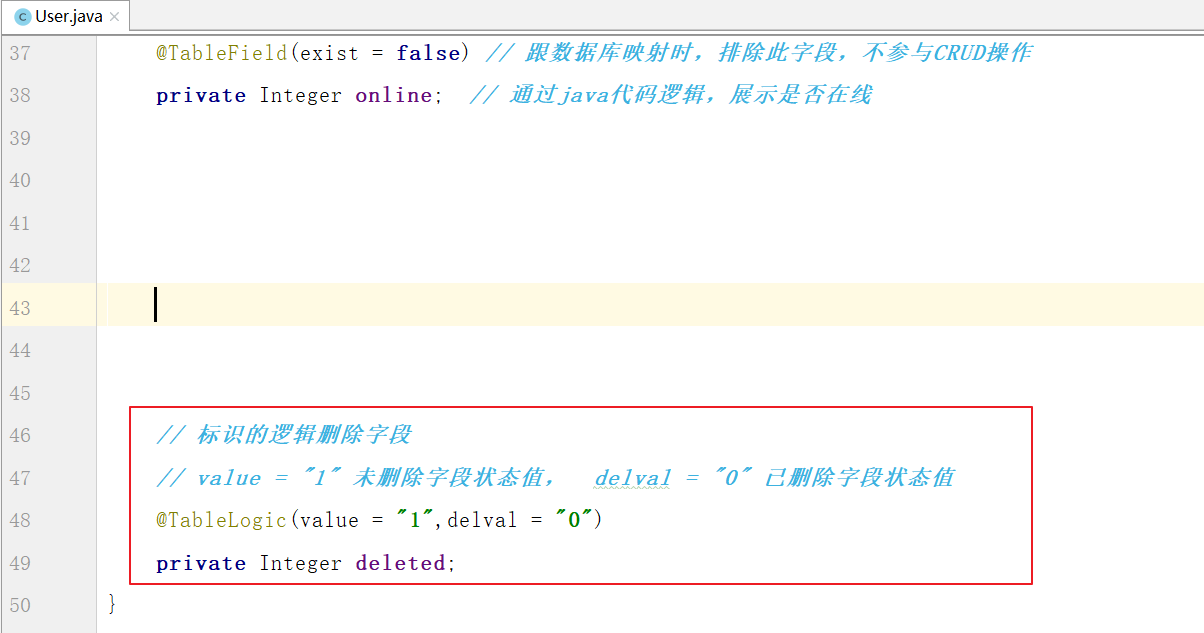 User.java
37 @TableField(exist = false) // 跟数据库映射时，排除此字段，不参与CRUD操作
38 private Integer online; // 通过java代码逻辑，展示是否在线
39
40
41
42
43
44
45
46 // 标识的逻辑删除字段
47 // value = "1" 未删除字段状态值， delval = "0" 已删除字段状态值
48 @TableLogic(value = "1",delval = "0")
49 private Integer deleted;
50 }